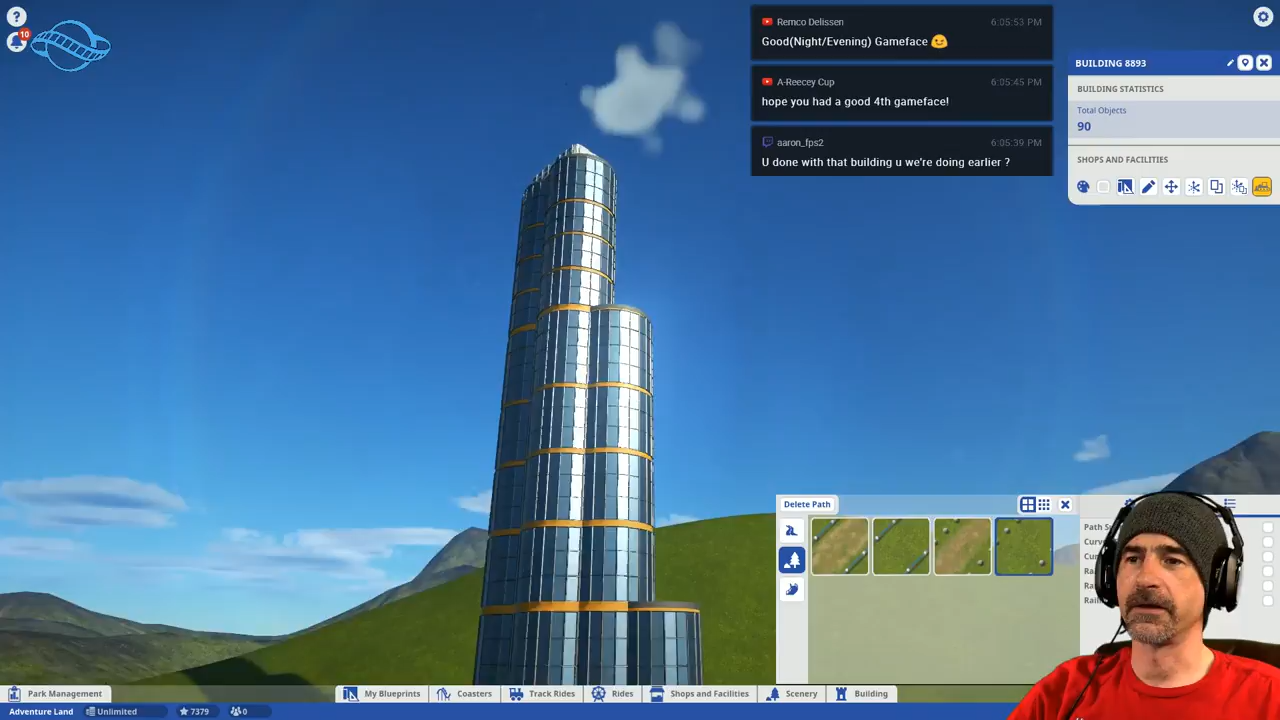 ?
10
Remco Delissen 6:05:53 PM
Good(Night/Evening) Gameface
A-Reecey Cup 6:05:45 PM
hope you had a good 4th gameface!
aaron_fps2 6:05:39 PM
U done with that building u we're doing earlier ?
BUILDING 8893
BUILDING STATISTICS
Total Objects
90
SHOPS AND FACILITIES
Delete Path
Path
Park Management
My Blueprints
Coasters
Track Rides
Rides
Shops and Facilities
Scenery
Building
Adventure Land
Unlimited
7379
0